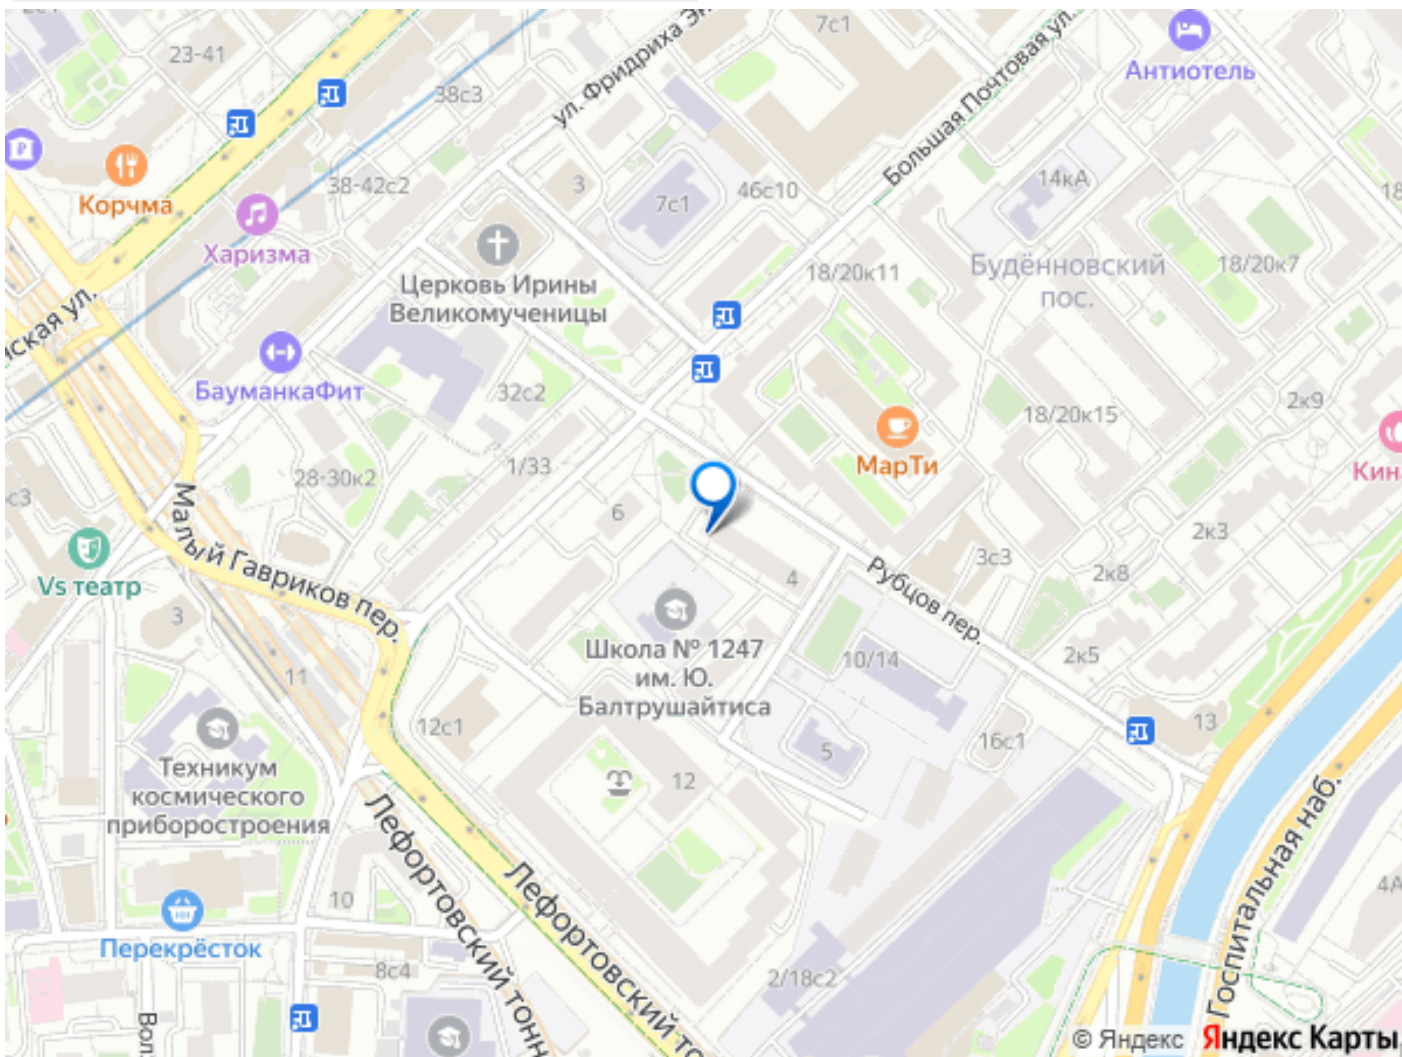 23-41
38с3
ул. Фридриха Эн
7с1
Большая Почтовая ул.
Антиотель
Корчма
38-42с2
3
7с1
46с10
14кА
18
Харизма
Церковь Ирины
Великомученицы
18/20к11
Будённовский
пос.
18/20к7
ская ул.
БауманкаФит
32с2
2к9
18/20к15
МарТи
Кин
1/33
28-30к2
с3
6
Малый Гавриков пер.
2к3
Vs театр
3с3
2к8
4
Рубцов пер.
3
Школа № 1247
им. Ю.
Балтрушайтиса
10/14
2к5
11
12с1
5
16с1
13
Техникум
космического
приборостроения
12
Лефортовский тонн
Лефортовский то
Госпитальная наб.
4А
10
Перекрёсток
8с4
2/18с2
Вол
© Яндекс Яндекс Карты